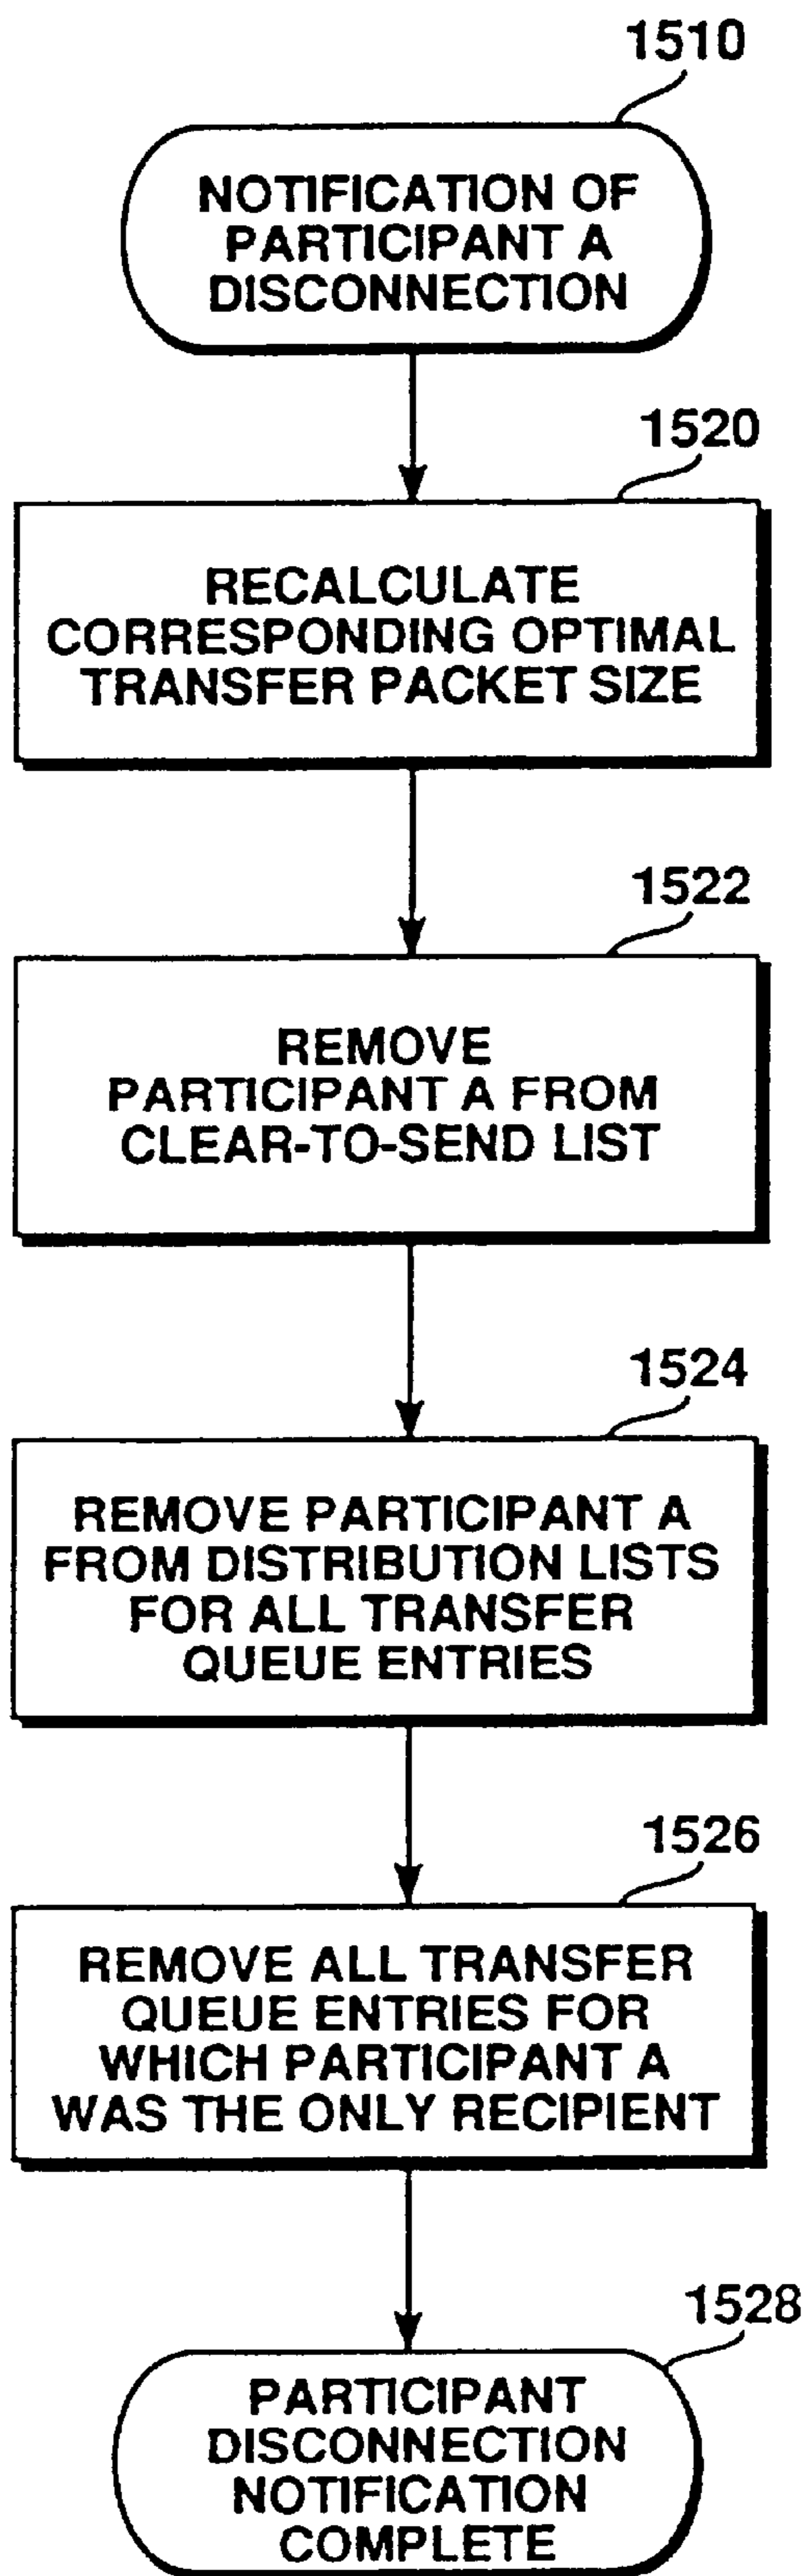 1510
NOTIFICATION OF
PARTICIPANT A
DISCONNECTION
1520
RECALCULATE
CORRESPONDING OPTIMAL
TRANSFER PACKET SIZE
1522
REMOVE
PARTICIPANT A FROM
CLEAR-TO-SEND LIST
1524
REMOVE PARTICIPANT A
FROM DISTRIBUTION LISTS
FOR ALL TRANSFER
QUEUE ENTRIES
1526
REMOVE ALL TRANSFER
QUEUE ENTRIES FOR
WHICH PARTICIPANT A
WAS THE ONLY RECIPIENT
1528
PARTICIPANT
DISCONNECTION
NOTIFICATION
COMPLETE